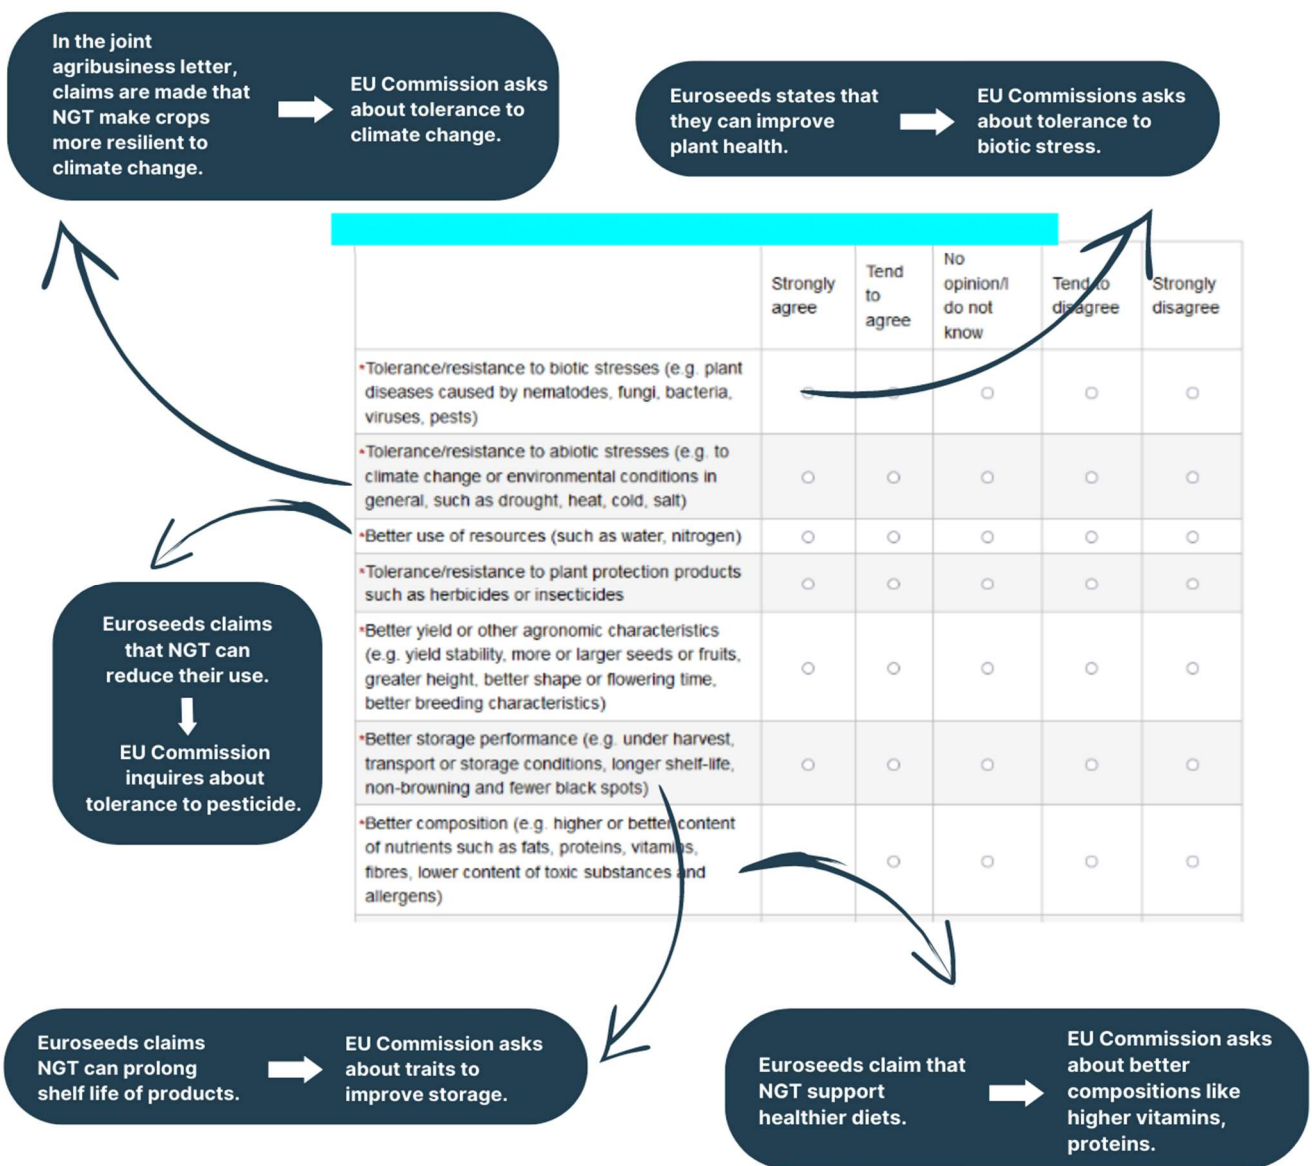 In the joint
agribusiness letter,
claims are made that
NGT make crops
more resilient to
climate change.
EU Commission asks
about tolerance to
climate change.
Euroseeds states that
they can improve
plant health.
EU Commissions asks
about tolerance to
biotic stress.
Strongly
agree
Tend
to
agree
No
opinion/I
do not
know
Tend to
disagree
Strongly
disagree
*Tolerance/resistance to biotic stresses (e.g. plant
diseases caused by nematodes, fungi, bacteria,
viruses, pests)
*Tolerance/resistance to abiotic stresses (e.g. to
climate change or environmental conditions in
general, such as drought, heat, cold, salt)
*Better use of resources (such as water, nitrogen)
*Tolerance/resistance to plant protection products
such as herbicides or insecticides
*Better yield or other agronomic characteristics
(e.g. yield stability, more or larger seeds or fruits,
greater height, better shape or flowering time,
better breeding characteristics)
*Better storage performance (e.g. under harvest,
transport or storage conditions, longer shelf-life,
non-browning and fewer black spots)
*Better composition (e.g. higher or better content
of nutrients such as fats, proteins, vitamins,
fibres, lower content of toxic substances and
allergens)
Euroseeds claims
that NGT can
reduce their use.
EU Commission
inquires about
tolerance to pesticide.
Euroseeds claims
NGT can prolong
shelf life of products.
EU Commission asks
about traits to
improve storage.
Euroseeds claim that
NGT support
healthier diets.
EU Commission asks
about better
compositions like
higher vitamins,
proteins.